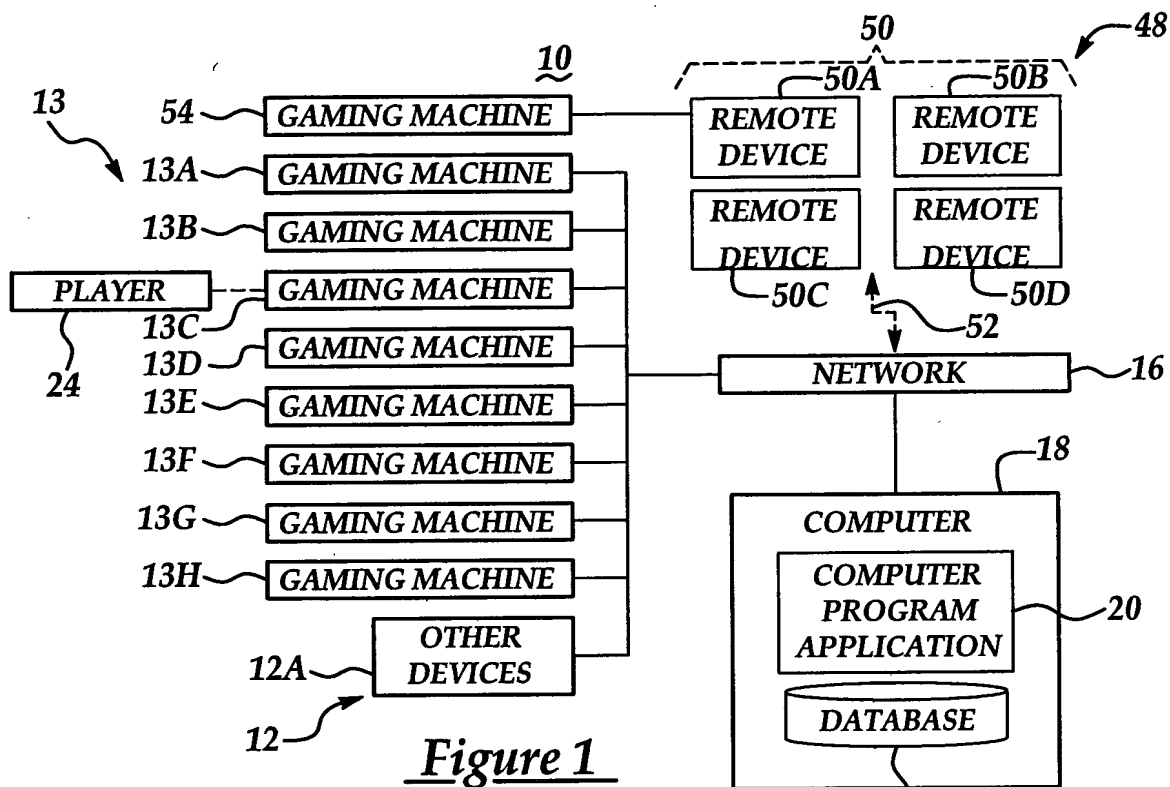 10
50
48
13
54
GAMING MACHINE
50A
REMOTE
DEVICE
50B
REMOTE
DEVICE
13A
GAMING MACHINE
13B
GAMING MACHINE
REMOTE
DEVICE
50C
REMOTE
DEVICE
50D
PLAYER
24
GAMING MACHINE
13C
52
13D
GAMING MACHINE
NETWORK
16
13E
GAMING MACHINE
13F
GAMING MACHINE
18
13G
GAMING MACHINE
COMPUTER
13H
GAMING MACHINE
COMPUTER
PROGRAM
APPLICATION
20
12A
OTHER
DEVICES
12
DATABASE
Figure 1